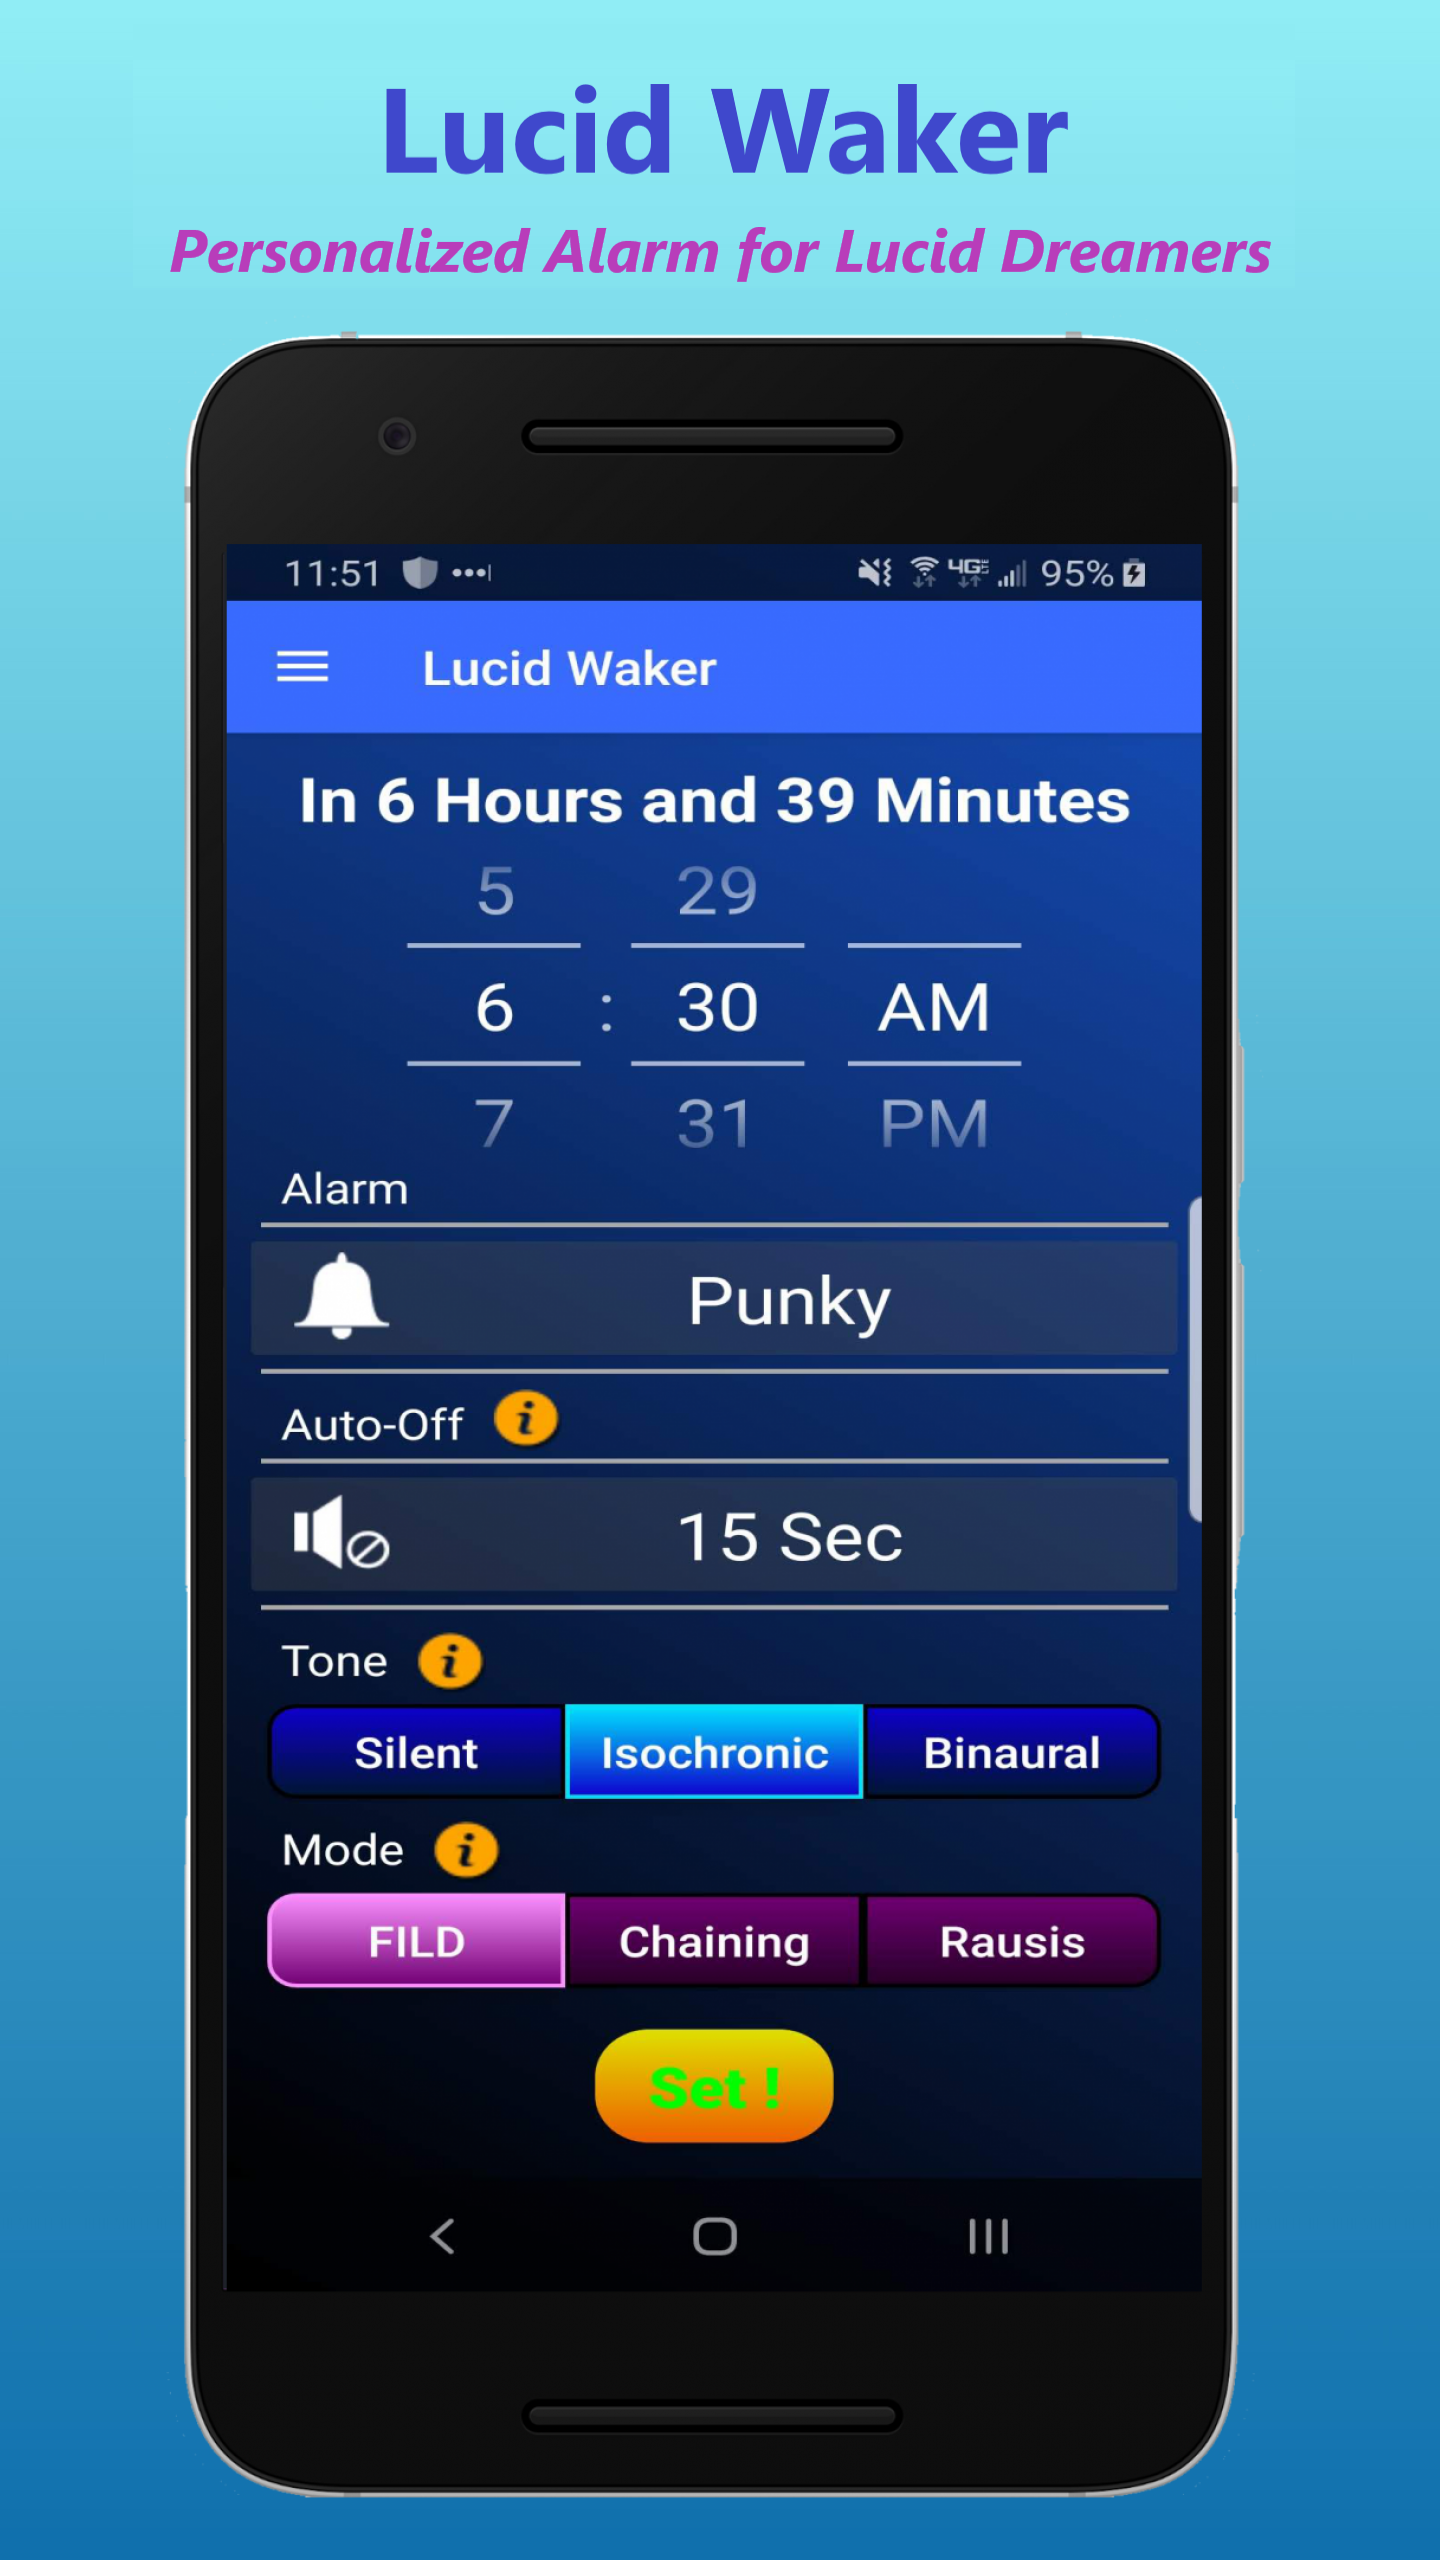 Lucid Waker
Personalized Alarm for Lucid Dreamers
11:51 4G LTE 95%
Lucid Waker
In 6 Hours and 39 Minutes
5 29
6 : 30 AM
7 31 PM
Alarm
Punky
Auto-Off i
15 Sec
Tone i
Silent Isochronic Binaural
Mode i
FILD Chaining Rausis
Set !